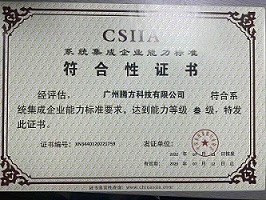 CSIIA
系统集成企业能力标准
符合性证书
经评估, 广州腾方科技有限公司 符合系
统集成企业能力标准要求, 达到能力等级 叁 级, 特发
此证书。
证书编号: 发证单位: